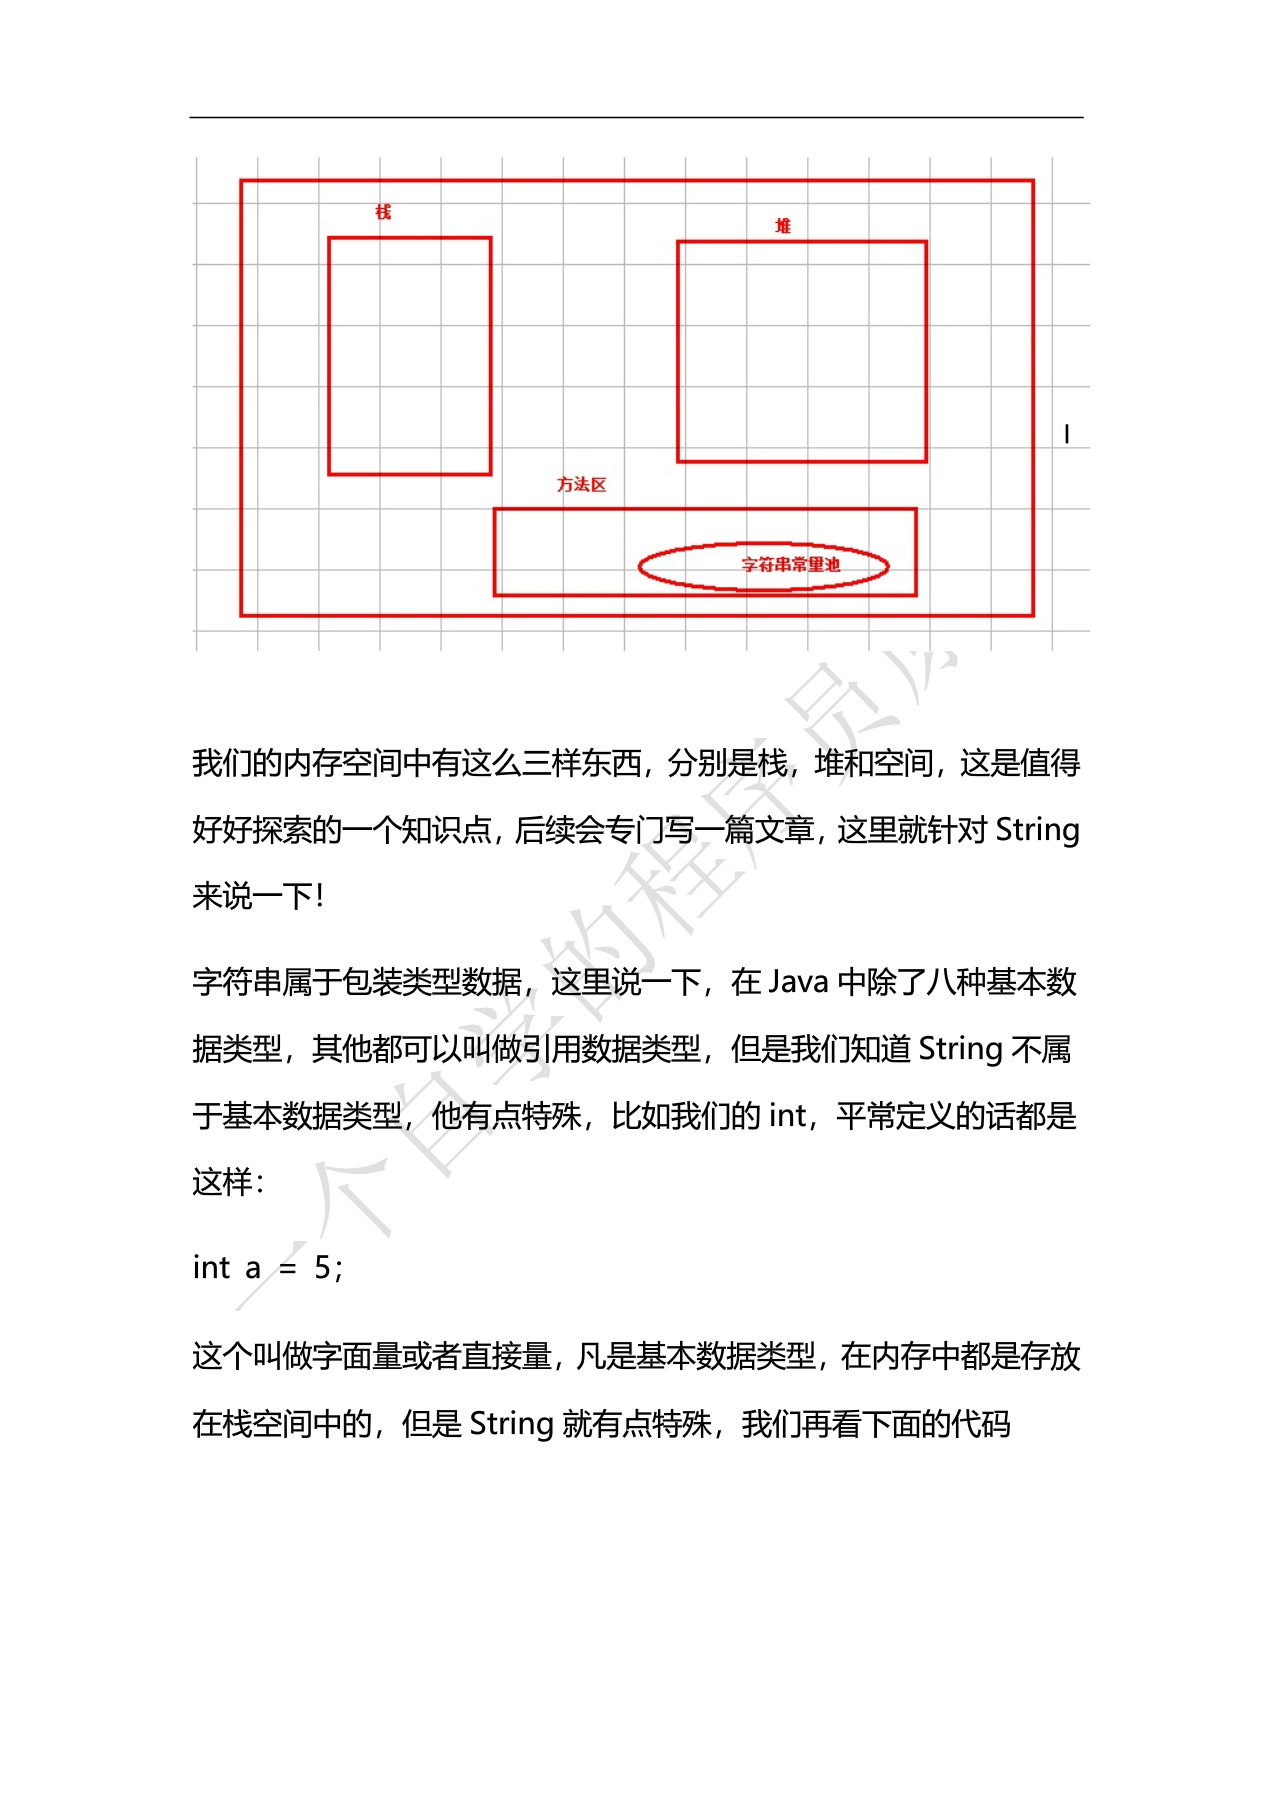 栈
堆
方法区
字符串常量池
我们的内存空间中有这么三样东西，分别是栈，堆和空间，这是值得
好好探索的一个知识点，后续会专门写一篇文章，这里就针对 String
来说一下！
字符串属于包装类型数据，这里说一下，在 Java 中除了八种基本数
据类型，其他都可以叫做引用数据类型，但是我们知道 String 不属
于基本数据类型，他有点特殊，比如我们的 int，平常定义的话都是
这样：
int a = 5；
这个叫做字面量或者直接量，凡是基本数据类型，在内存中都是存放
在栈空间中的，但是 String 就有点特殊，我们再看下面的代码
一个自学的程序员